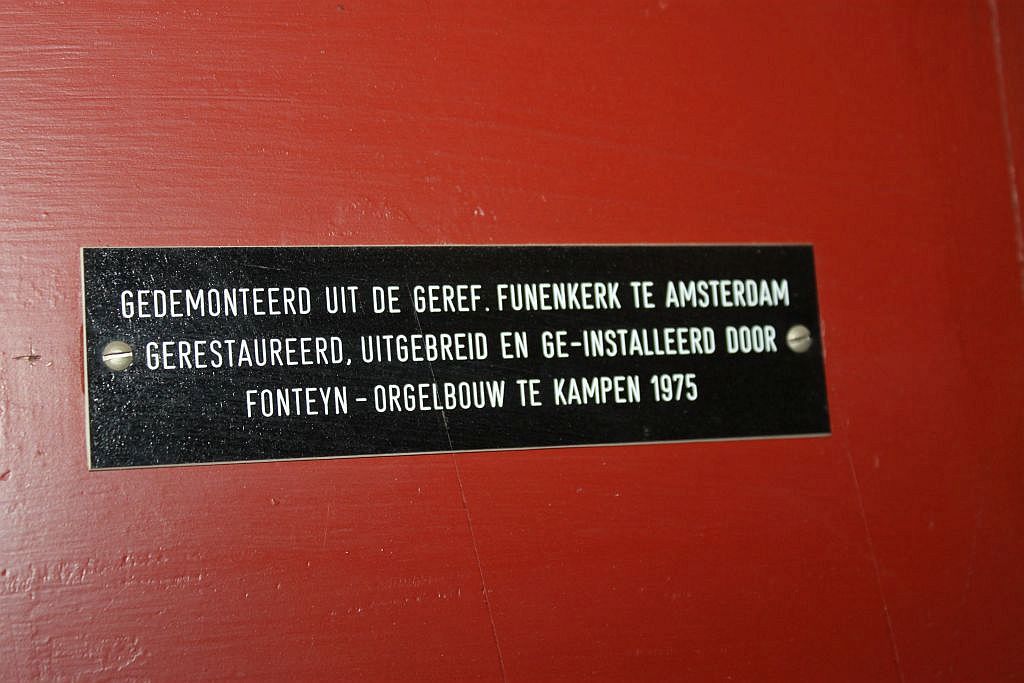 GEDEMONTEERD UIT DE GEREF. FUNENKERK TE AMSTERDAM
GERESTAUREERD, UITGEBREID EN GE-INSTALLEERD DOOR
FONTEYN - ORGELBOUW TE KAMPEN 1975